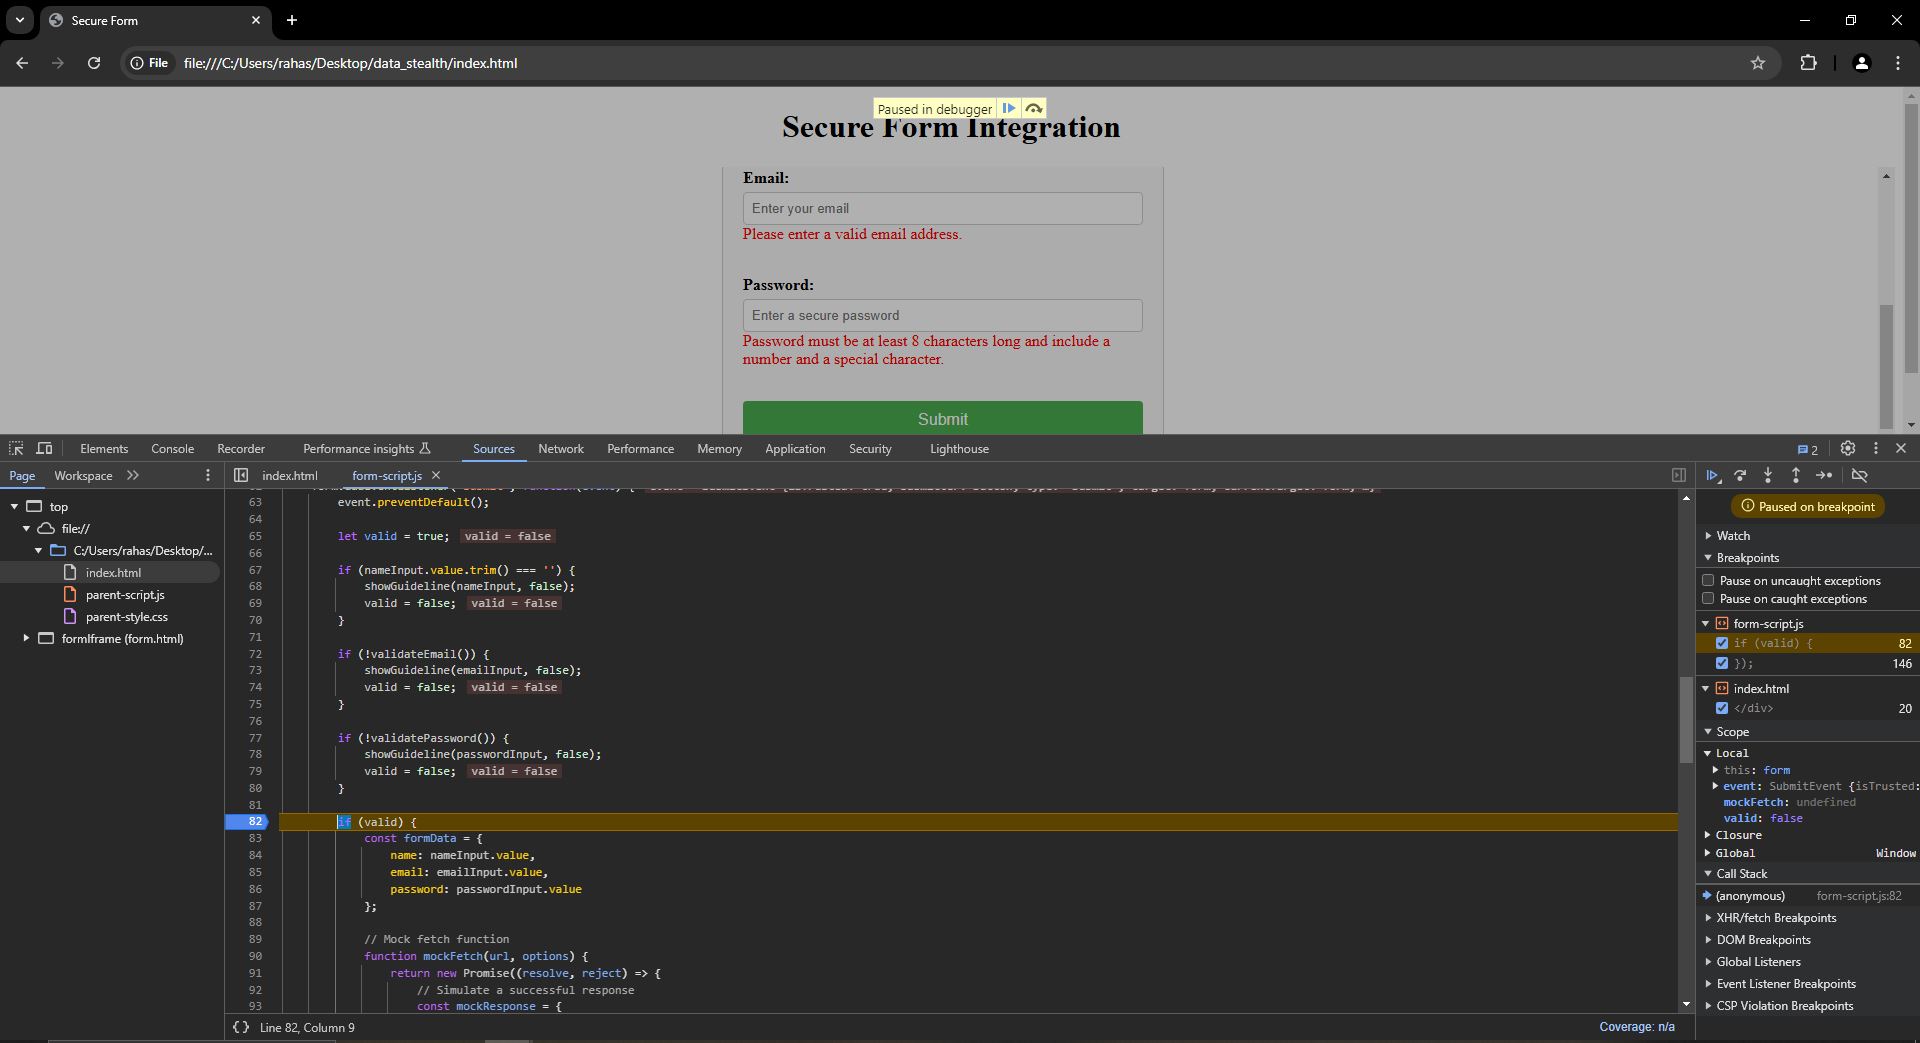 Secure Form
File
file:///C:/Users/rahas/Desktop/data_stealth/index.html
Paused in debugger
Secure Form Integration
Email:
Enter your email
Please enter a valid email address.
Password:
Enter a secure password
Password must be at least 8 characters long and include a
number and a special character.
Submit
Elements Console Recorder Performance insights Sources Network Performance Memory Application Security Lighthouse 2
Page Workspace
top
file://
C:/Users/rahas/Desktop/...
index.html
parent-script.js
parent-style.css
formIframe (form.html)
index.html form-script.js
63 event.preventDefault();
64
65 let valid = true; valid = false
66
67 if (nameInput.value.trim() === '') {
68 showGuideline(nameInput, false);
69 valid = false; valid = false
70 }
71
72 if (!validateEmail()) {
73 showGuideline(emailInput, false);
74 valid = false; valid = false
75 }
76
77 if (!validatePassword()) {
78 showGuideline(passwordInput, false);
79 valid = false; valid = false
80 }
81
82 if (valid) {
83 const formData = {
84 name: nameInput.value,
85 email: emailInput.value,
86 password: passwordInput.value
87 };
88
89 // Mock fetch function
90 function mockFetch(url, options) {
91 return new Promise((resolve, reject) => {
92 // Simulate a successful response
93 const mockResponse = {
{} Line 82, Column 9
Coverage: n/a
Paused on breakpoint
Watch
Breakpoints
Pause on uncaught exceptions
Pause on caught exceptions
form-script.js
if (valid) { 82
}); 146
index.html
</div> 20
Scope
Local
this: form
event: SubmitEvent {isTrusted:
mockFetch: undefined
valid: false
Closure
Global Window
Call Stack
(anonymous) form-script.js:82
XHR/fetch Breakpoints
DOM Breakpoints
Global Listeners
Event Listener Breakpoints
CSP Violation Breakpoints